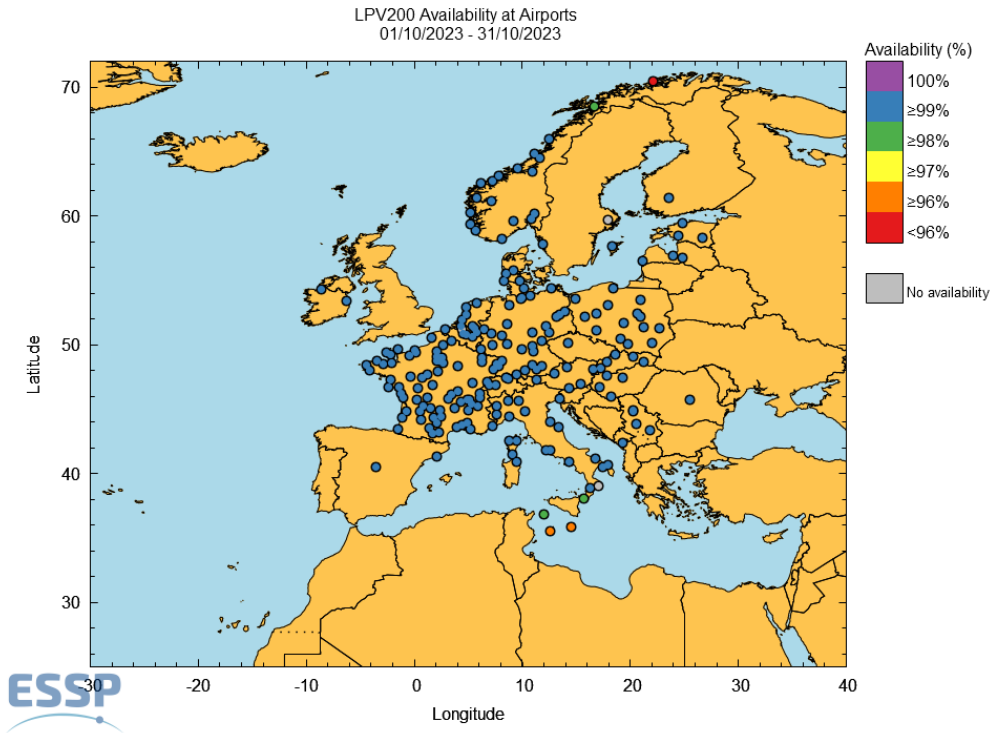 LPV200 Availability at Airports
01/10/2023 - 31/10/2023
Availability (%)
100%
≥99%
≥98%
≥97%
≥96%
<96%
No availability
70
60
50
40
30
Latitude
-30
-20
-10
0
10
20
30
40
Longitude
ESSP